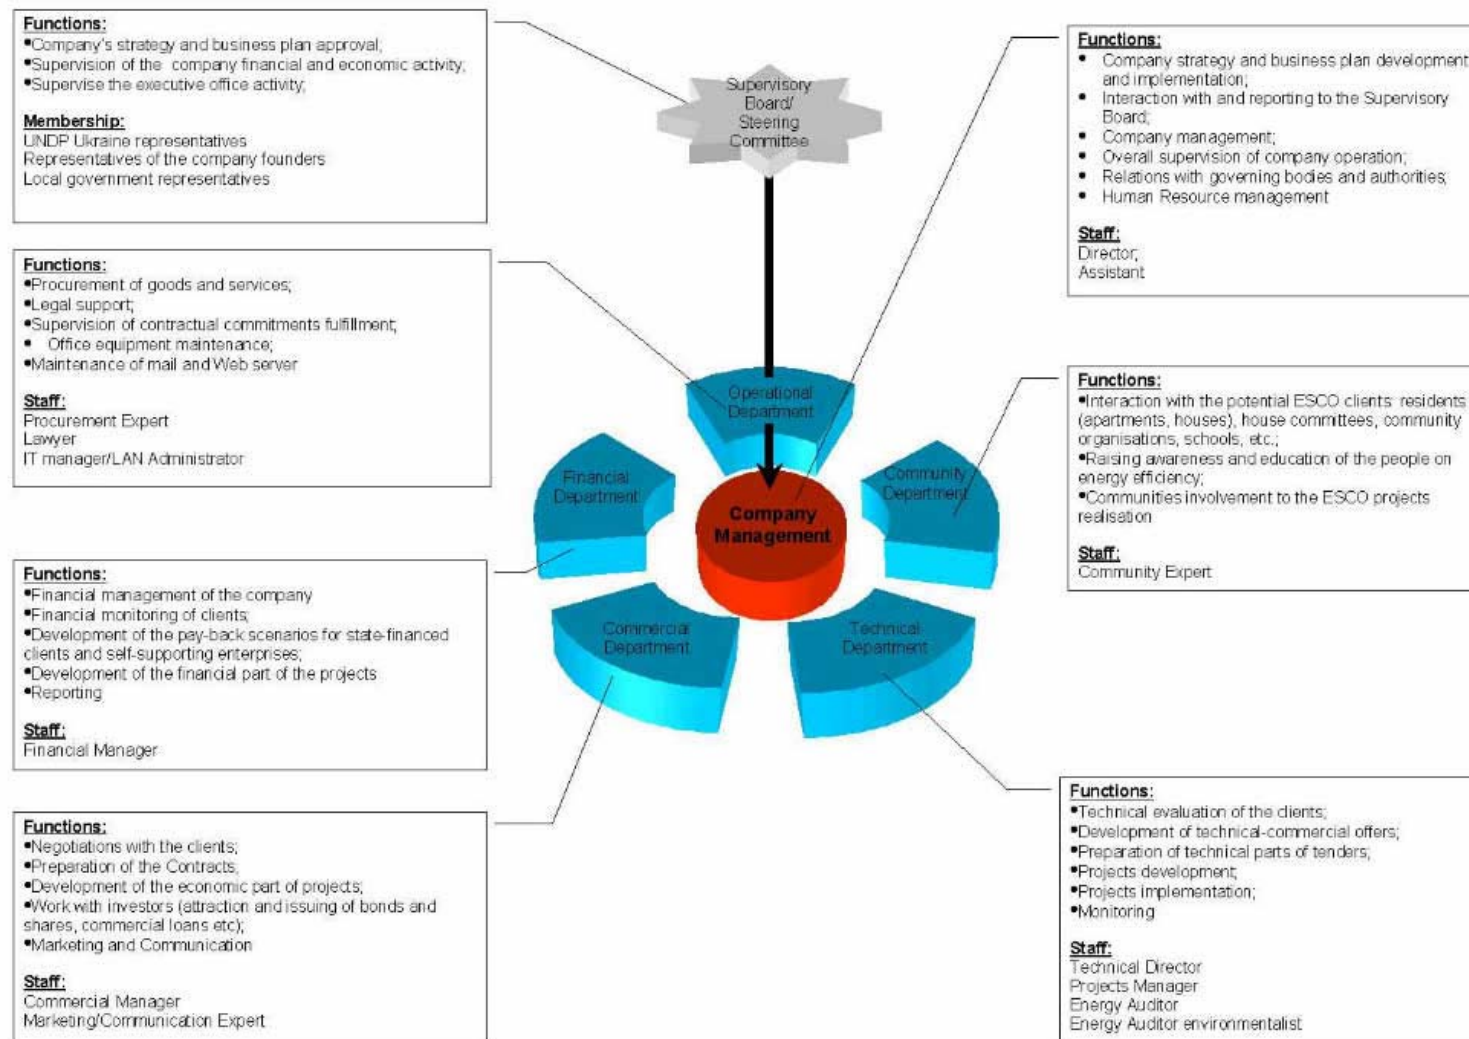 Functions:
•Company's strategy and business plan approval;
•Supervision of the company financial and economic activity;
•Supervise the executive office activity;
Membership:
UNDP Ukraine representatives
Representatives of the company founders
Local government representatives
Functions:
•Procurement of goods and services;
•Legal support;
•Supervision of contractual commitments fulfillment;
• Office equipment maintenance;
•Maintenance of mail and Web server
Staff:
Procurement Expert
Lawyer
IT manager/LAN Administrator
Functions:
•Financial management of the company
•Financial monitoring of clients;
•Development of the pay-back scenarios for state-financed
clients and self-supporting enterprises;
•Development of the financial part of the projects
•Reporting
Staff:
Financial Manager
Functions:
•Negotiations with the clients;
•Preparation of the Contracts;
•Development of the economic part of projects;
•Work with investors (attraction and issuing of bonds and
shares, commercial loans etc);
•Marketing and Communication
Staff:
Commercial Manager
Marketing/Communication Expert
Supervisory
Board/
Steering
Committee
Operational
Department
Financial
Department
Community
Department
Company
Management
Commercial
Department
Technical
Department
Functions:
• Company strategy and business plan development
and implementation;
• Interaction with and reporting to the Supervisory
Board;
• Company management;
• Overall supervision of company operation;
• Relations with governing bodies and authorities;
• Human Resource management
Staff:
Director;
Assistant
Functions:
•Interaction with the potential ESCO clients: residents
(apartments, houses), house committees, community
organisations, schools, etc.;
•Raising awareness and education of the people on
energy efficiency;
•Communities involvement to the ESCO projects
realisation
Staff:
Community Expert
Functions:
•Technical evaluation of the clients;
•Development of technical-commercial offers;
•Preparation of technical parts of tenders;
•Projects development;
•Projects implementation;
•Monitoring
Staff:
Technical Director
Projects Manager
Energy Auditor
Energy Auditor environmentalist